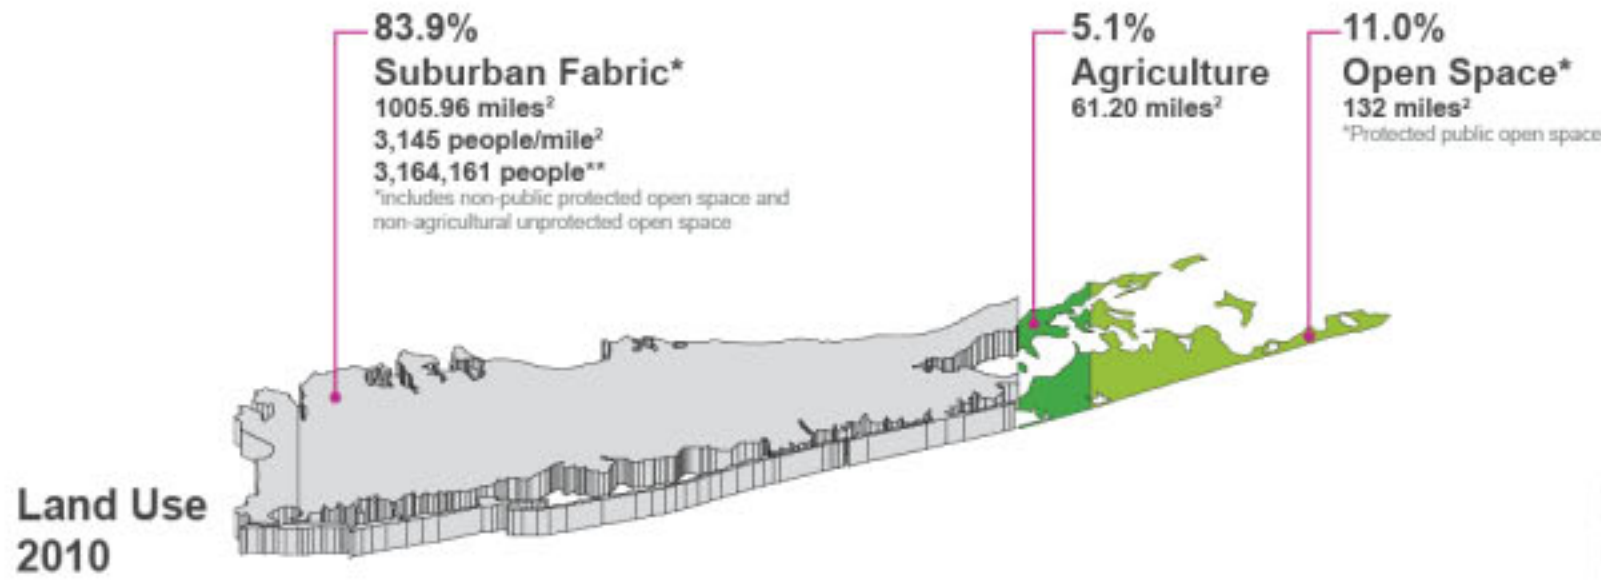 83.9%
Suburban Fabric*
1005.96 miles²
3,145 people/mile²
3,164,161 people**
*includes non-public protected open space and
non-agricultural unprotected open space
5.1%
Agriculture
61.20 miles²
11.0%
Open Space*
132 miles²
*Protected public open space
Land Use
2010